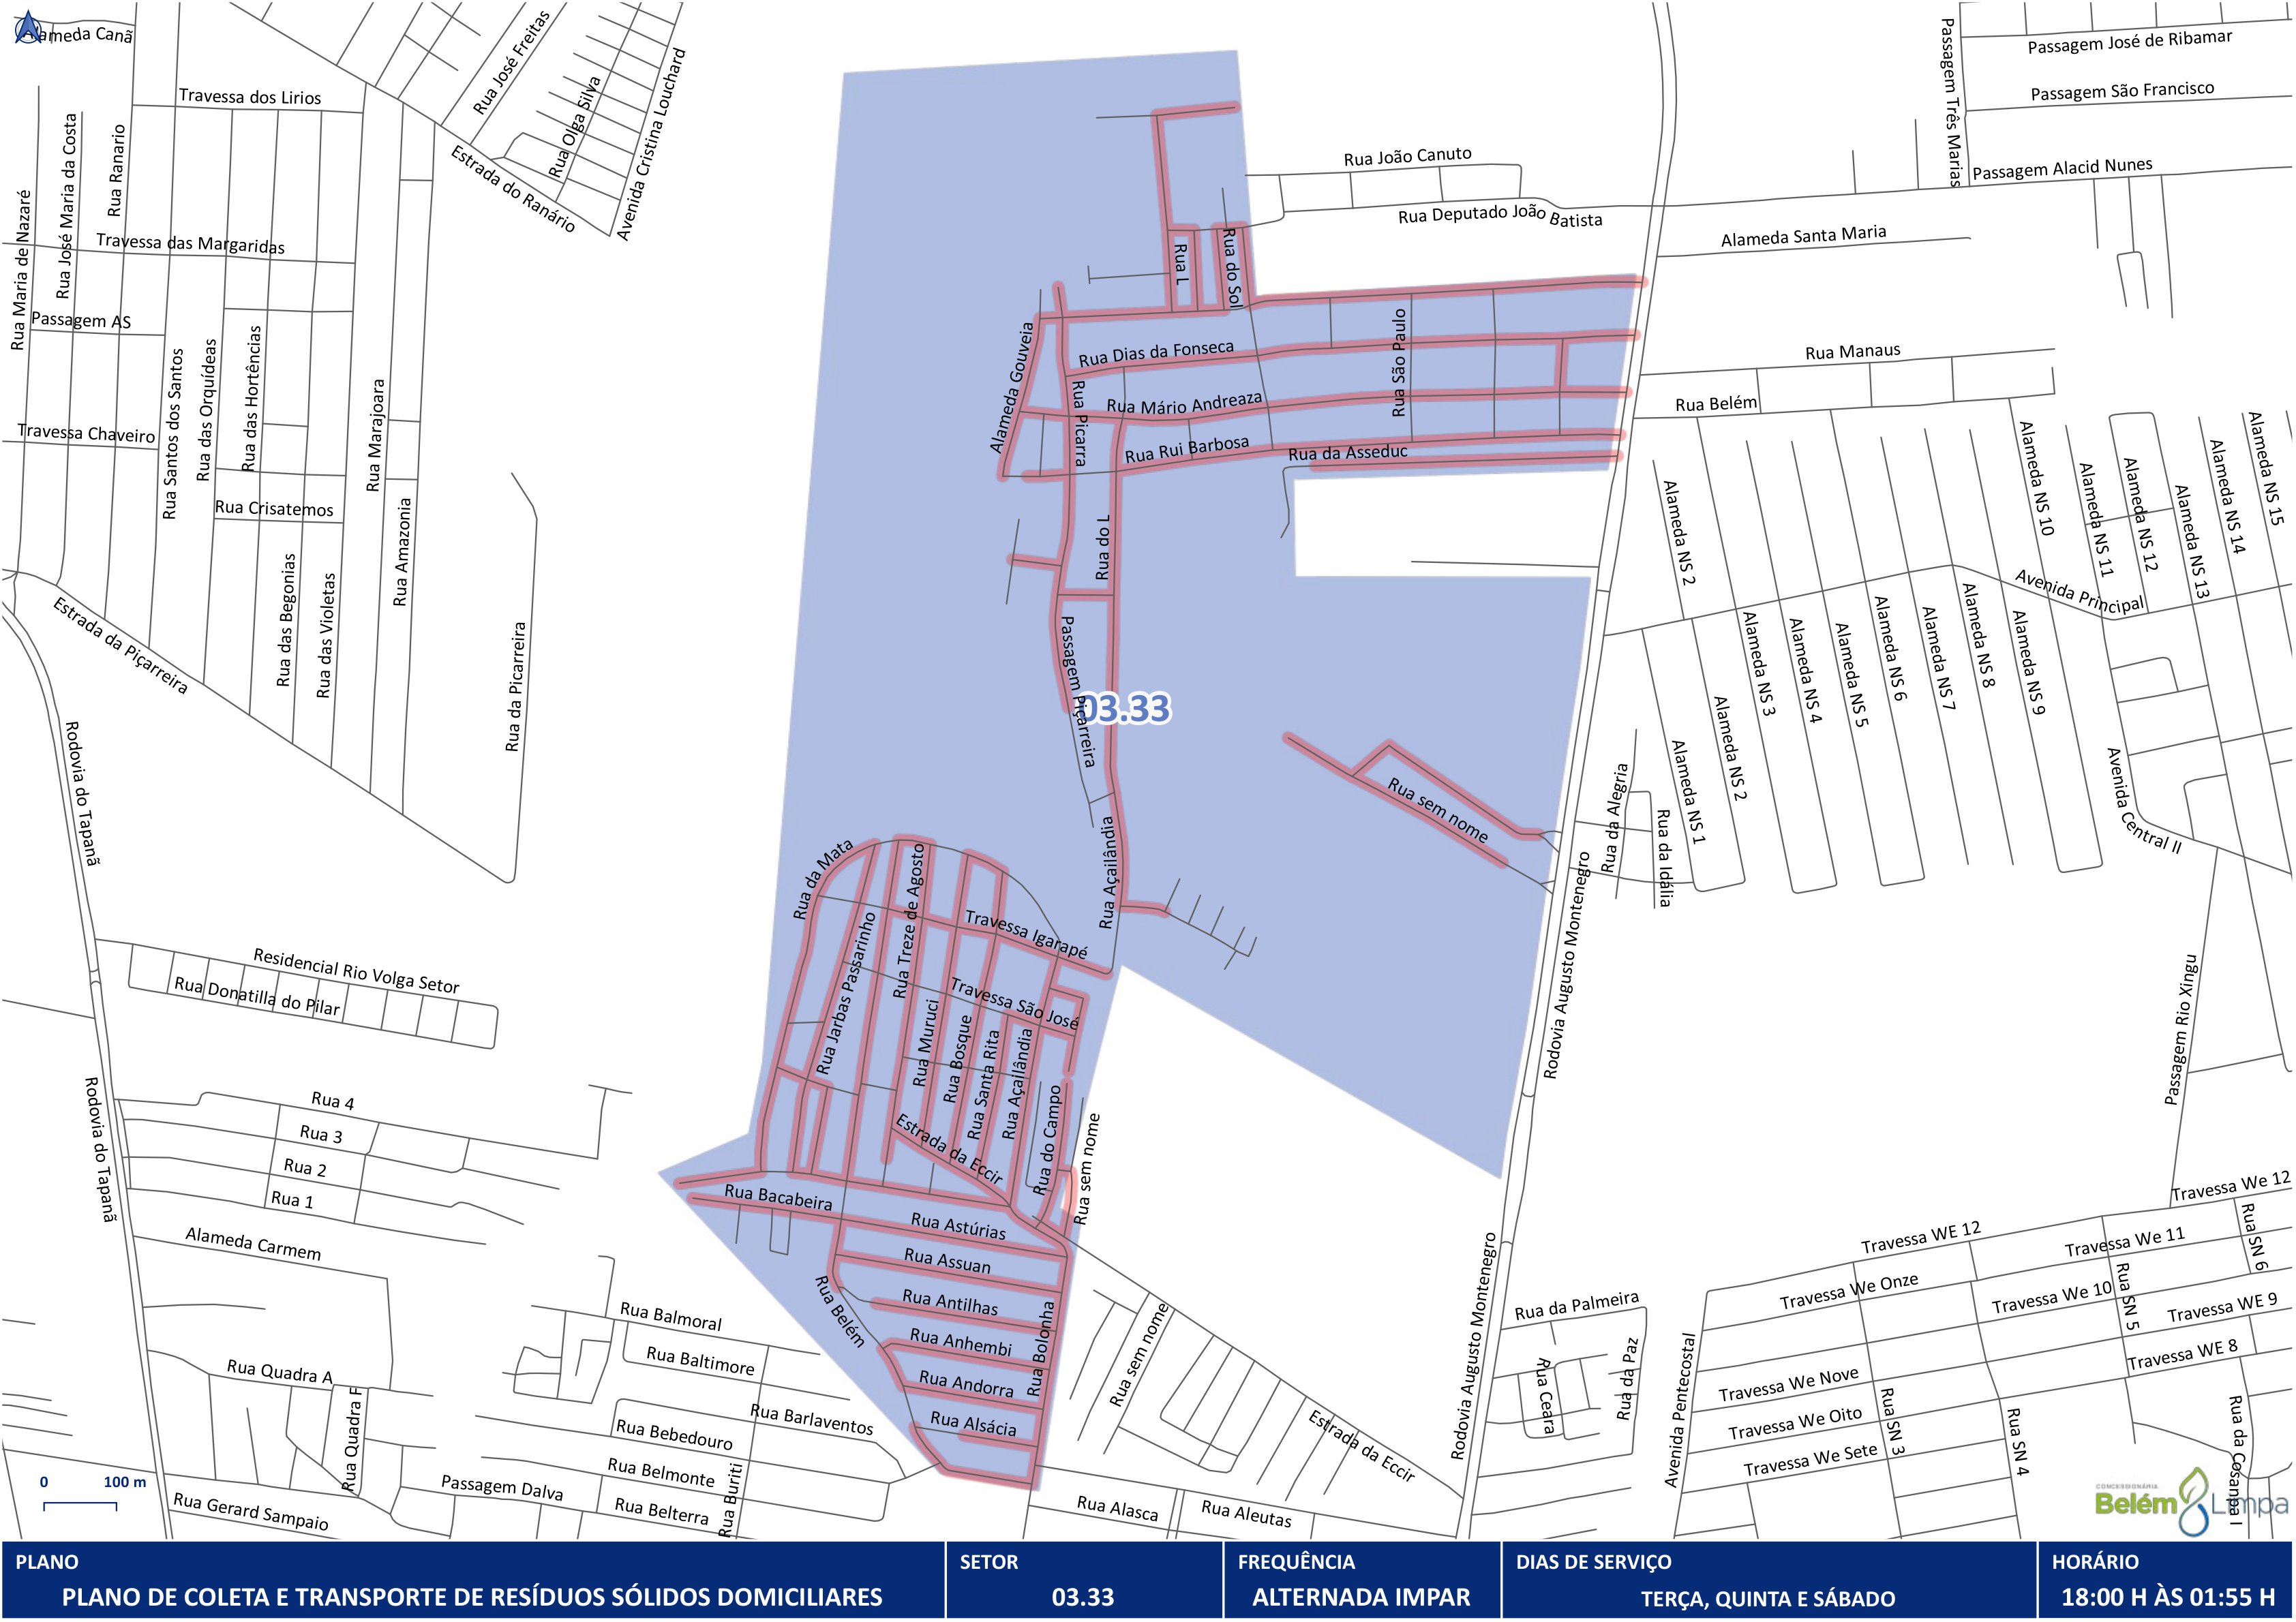 Alameda Canã
Travessa dos Lirios
Rua José Freitas
Rua Olga Silva
Avenida Cristina Louchard
Estrada do Ranário
Rua Maria de Nazaré
Rua José Maria da Costa
Rua Ranario
Travessa das Margaridas
Passagem AS
Travessa Chaveiro
Rua Santos dos Santos
Rua das Orquídeas
Rua das Hortências
Rua Marajoara
Rua Crisatemos
Rua Amazonia
Rua das Begonias
Rua das Violetas
Estrada da Piçarreira
Rua da Picarreira
Rodovia do Tapanã
Rodovia do Tapanã
Residencial Rio Volga Setor
Rua Donatilla do Pilar
Rua 4
Rua 3
Rua 2
Rua 1
Alameda Carmem
Rua Quadra A
Rua Quadra F
Rua Gerard Sampaio
Passagem Dalva
Rua Balmoral
Rua Baltimore
Rua Barlaventos
Rua Bebedouro
Rua Belmonte
Rua Belterra
Rua Buriti
Rua João Canuto
Rua Deputado João Batista
Rua L
Rua do Sol
Alameda Gouveia
Rua Dias da Fonseca
Rua São Paulo
Rua Picarra
Rua Mário Andreaza
Rua Rui Barbosa
Rua da Asseduc
Rua do L
Passagem Piçarreira
03.33
Rua sem nome
Rua Açailândia
Rua da Mata
Rua Treze de Agosto
Travessa Igarapé
Rua Jarbas Passarinho
Travessa São José
Rua Muruci
Rua Bosque
Rua Santa Rita
Rua Açailândia
Rua do Campo
Estrada da Eccir
Rua sem nome
Rua Bacabeira
Rua Astúrias
Rua Assuan
Rua Antilhas
Rua Belém
Rua Anhembi
Rua Andorra
Rua Alsácia
Rua Bolonha
Rua sem nome
Estrada da Eccir
Rua Alasca
Rua Aleutas
Passagem Três Marias
Passagem José de Ribamar
Passagem São Francisco
Passagem Alacid Nunes
Alameda Santa Maria
Rua Manaus
Rua Belém
Alameda NS 2
Alameda NS 10
Alameda NS 11
Alameda NS 12
Alameda NS 13
Alameda NS 14
Alameda NS 15
Avenida Principal
Alameda NS 3
Alameda NS 4
Alameda NS 5
Alameda NS 6
Alameda NS 7
Alameda NS 8
Alameda NS 9
Alameda NS 1
Alameda NS 2
Rua da Alegria
Rua da Idália
Avenida Central II
Rodovia Augusto Montenegro
Rodovia Augusto Montenegro
Passagem Rio Xingu
Travessa We 12
Travessa WE 12
Travessa We 11
Rua SN 6
Travessa We Onze
Travessa We 10
Rua SN 5
Travessa WE 9
Travessa WE 8
Rua da Palmeira
Rua Ceara
Rua da Paz
Avenida Pentecostal
Travessa We Nove
Travessa We Oito
Travessa We Sete
Rua SN 3
Rua SN 4
Rua da Cosanpa I
0 100 m
CONCESSIONÁRIA
Belém Limpa
PLANO
PLANO DE COLETA E TRANSPORTE DE RESÍDUOS SÓLIDOS DOMICILIARES
SETOR
03.33
FREQUÊNCIA
ALTERNADA IMPAR
DIAS DE SERVIÇO
TERÇA, QUINTA E SÁBADO
HORÁRIO
18:00 H ÀS 01:55 H